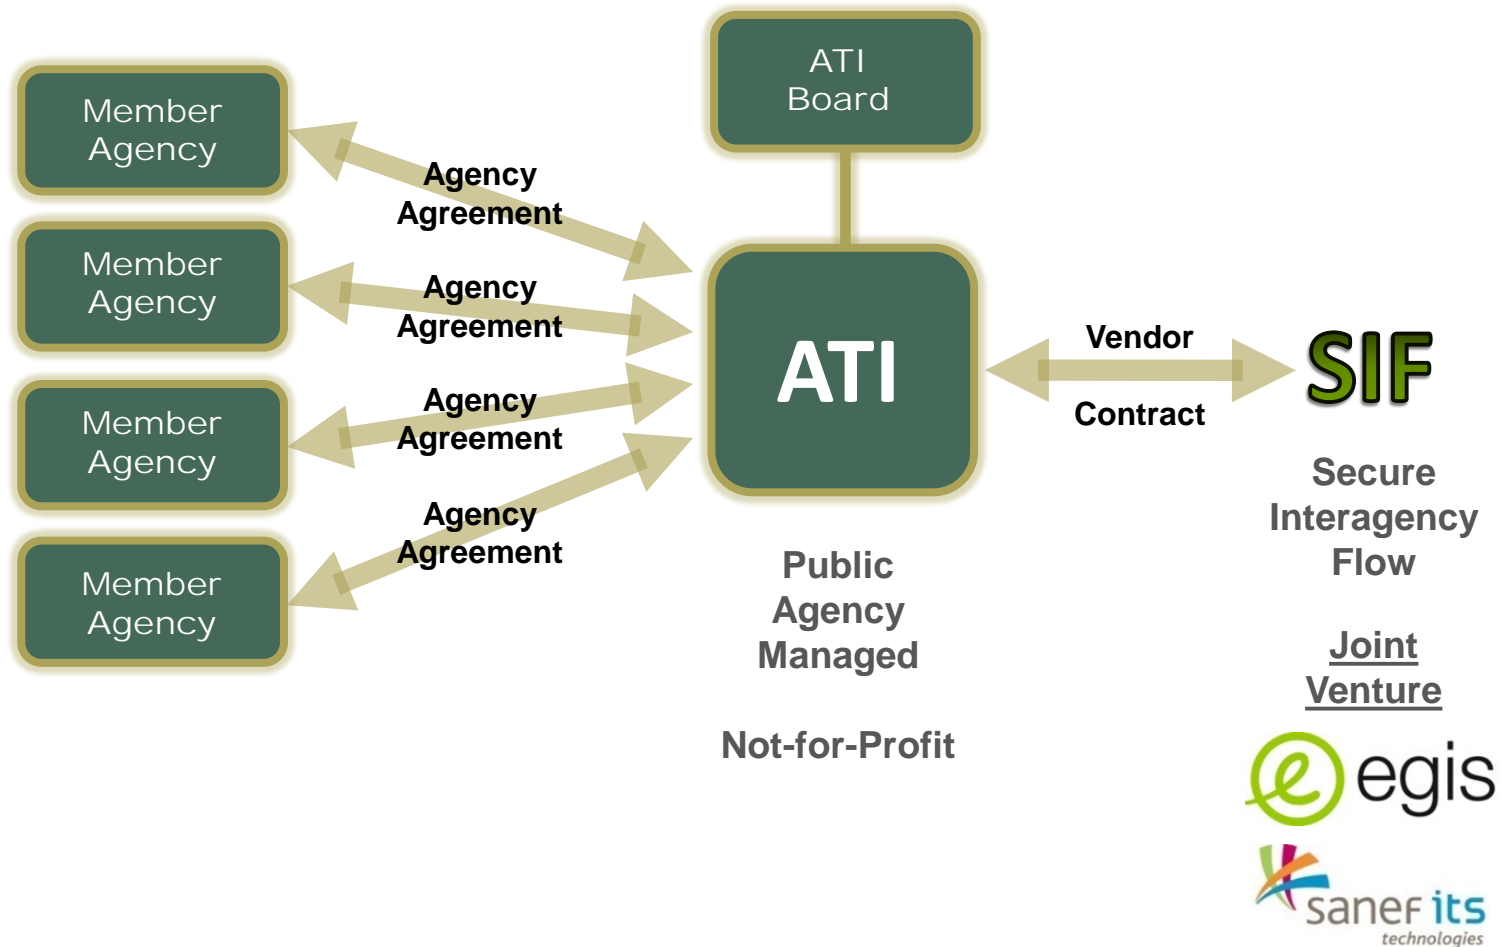 ATI
Board
Member
Agency
Agency
Agreement
Member
Agency
Agency
Agreement
Member
Agency
Agency
Agreement
Member
Agency
Agency
Agreement
ATI
Public
Agency
Managed
Not-for-Profit
Vendor
Contract
SIF
Secure
Interagency
Flow
Joint
Venture
e egis
sanef its
technologies